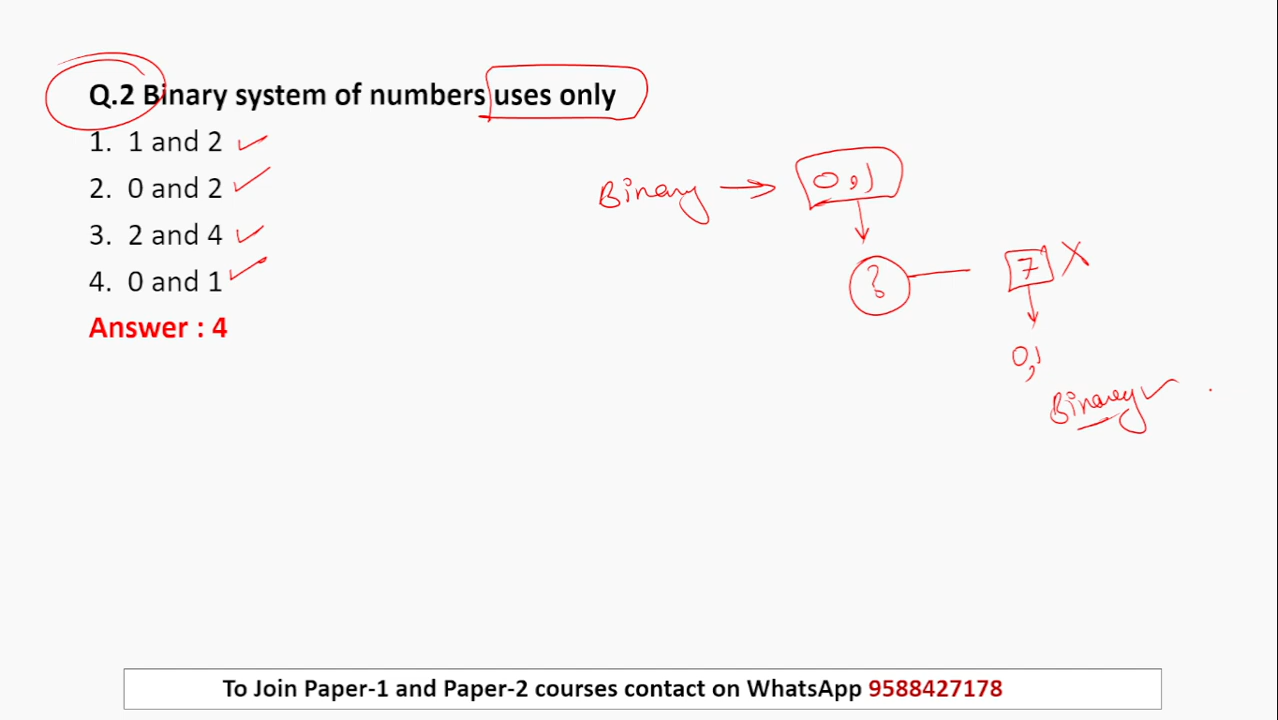 Q.2 Binary system of numbers uses only
1. 1 and 2
2. 0 and 2
3. 2 and 4
4. 0 and 1
Answer : 4
Binary → 0,1
?
7 X
0,1
Binary
To Join Paper-1 and Paper-2 courses contact on WhatsApp 9588427178